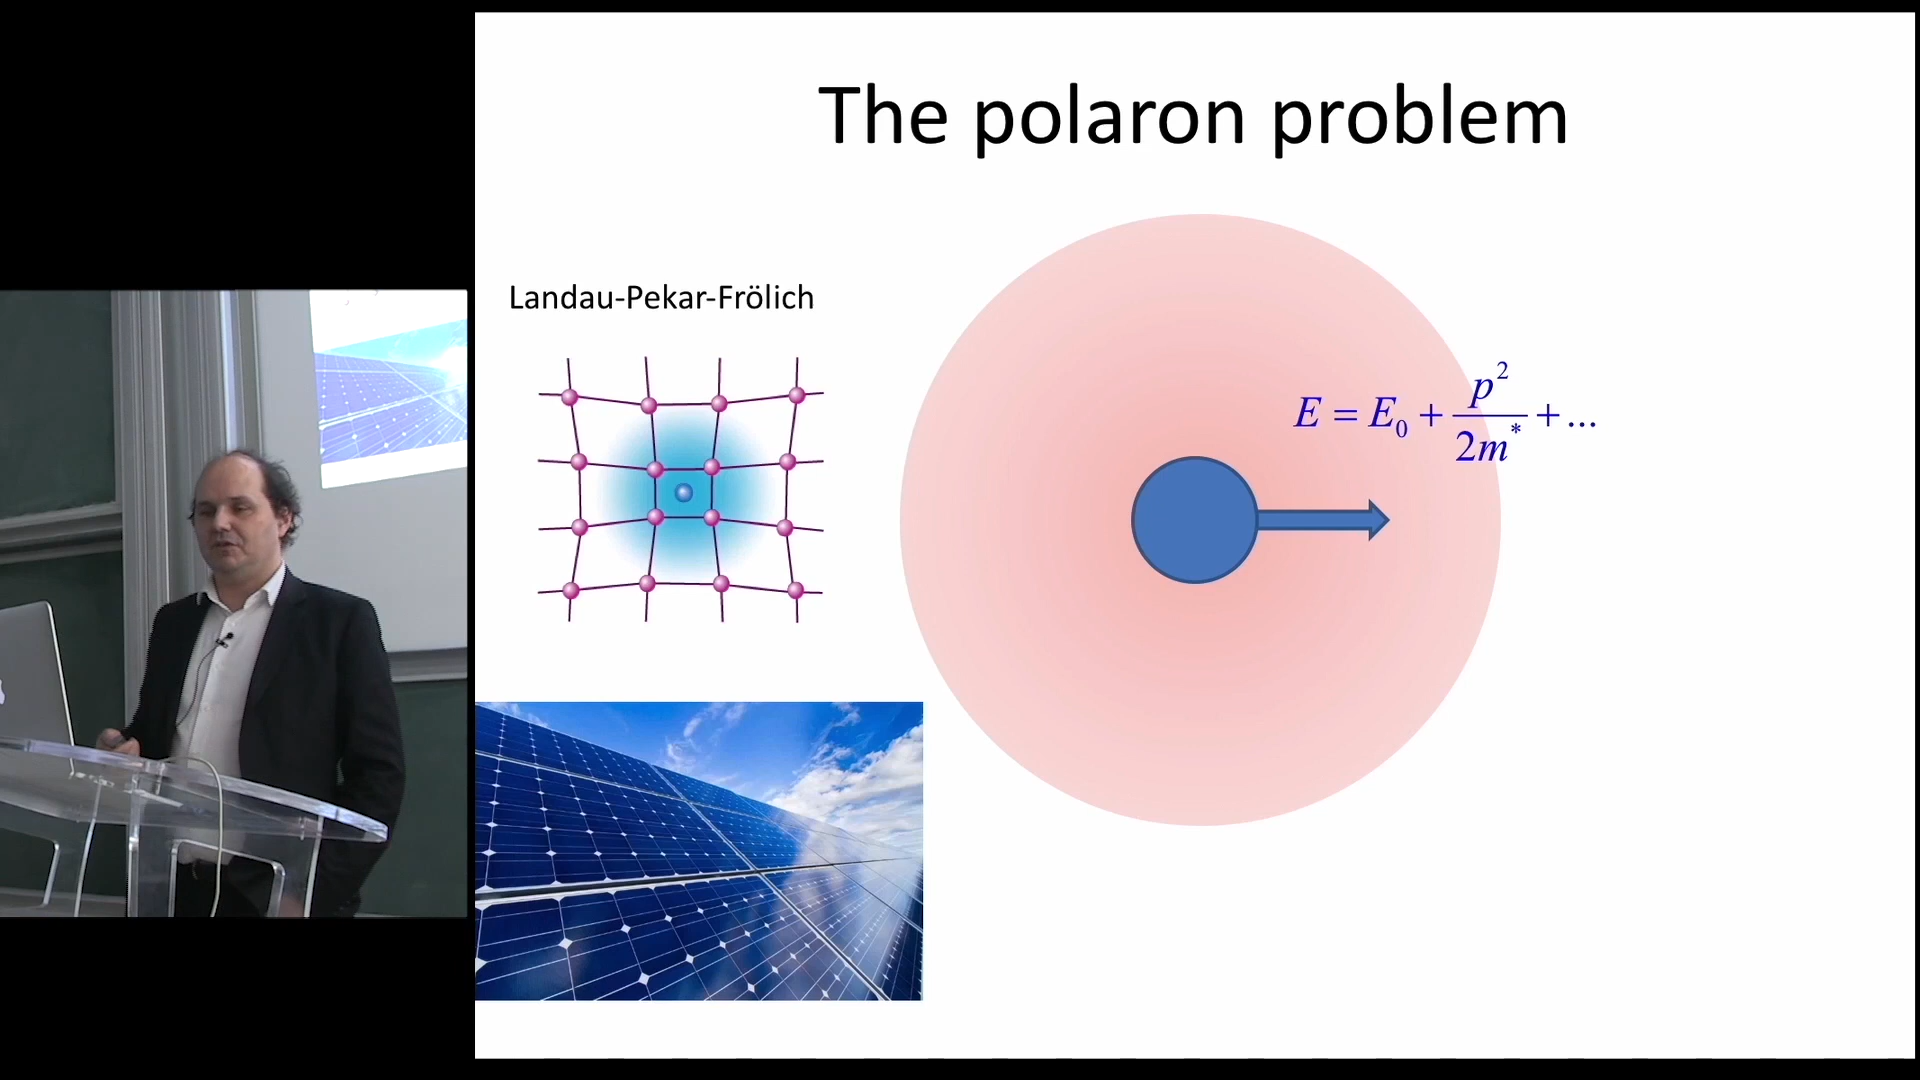 The polaron problem
Landau-Pekar-Frölich
E = E₀ + p²/2m* + ...